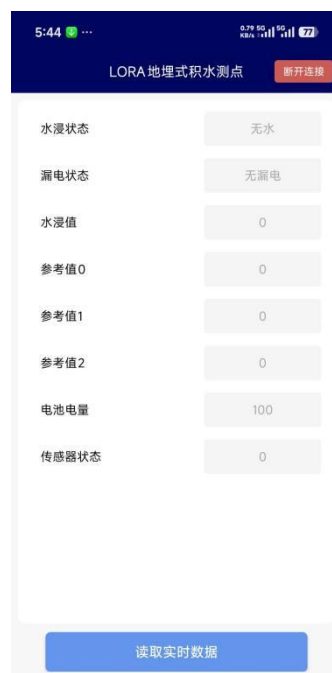 5:44 ··· 0.79 KB/s 5G 5G 77
LORA地埋式积水测点 断开连接
水浸状态 无水
漏电状态 无漏电
水浸值 0
参考值0 0
参考值1 0
参考值2 0
电池电量 100
传感器状态 0
读取实时数据